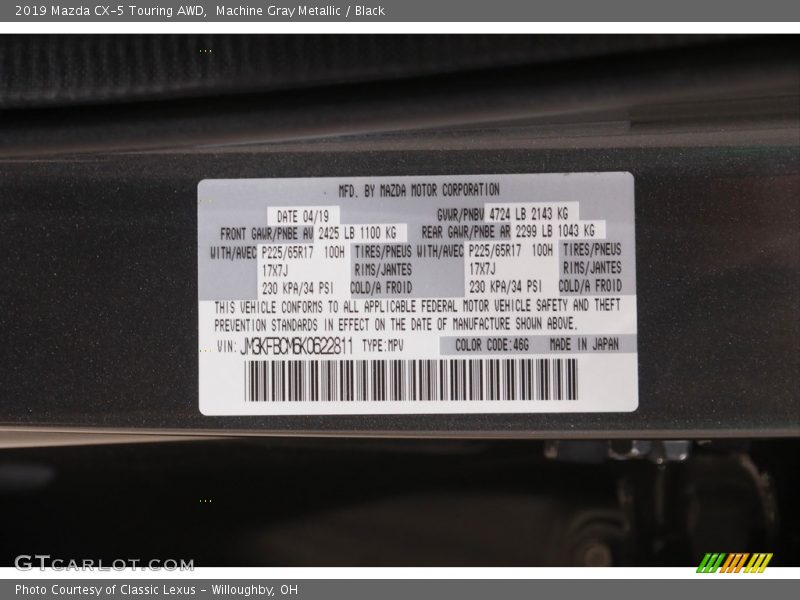 2019 Mazda CX-5 Touring AWD,  Machine Gray Metallic / Black
MFD. BY MAZDA MOTOR CORPORATION
DATE 04/19 GVWR/PNBV 4724 LB 2143 KG
FRONT GAWR/PNBE AV 2425 LB 1100 KG REAR GAWR/PNBE AR 2299 LB 1043 KG
WITH/AVEC P225/65R17 100H TIRES/PNEUS WITH/AVEC P225/65R17 100H TIRES/PNEUS
17X7J RIMS/JANTES 17X7J RIMS/JANTES
230 KPA/34 PSI COLD/A FROID 230 KPA/34 PSI COLD/A FROID
THIS VEHICLE CONFORMS TO ALL APPLICABLE FEDERAL MOTOR VEHICLE SAFETY AND THEFT
PREVENTION STANDARDS IN EFFECT ON THE DATE OF MANUFACTURE SHOWN ABOVE.
VIN: JM3KFBCM6K0622811 TYPE:MPV COLOR CODE:46G MADE IN JAPAN
GTCARLOT.COM
Photo Courtesy of Classic Lexus - Willoughby, OH